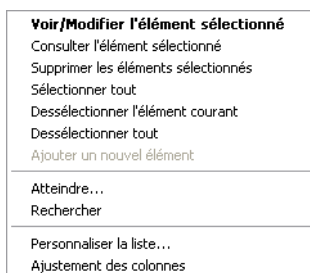 Voir/Modifier l'élément sélectionné
Consulter l'élément sélectionné
Supprimer les éléments sélectionnés
Sélectionner tout
Dessélectionner l'élément courant
Dessélectionner tout
Ajouter un nouvel élément
Atteindre...
Rechercher
Personnaliser la liste...
Ajustement des colonnes